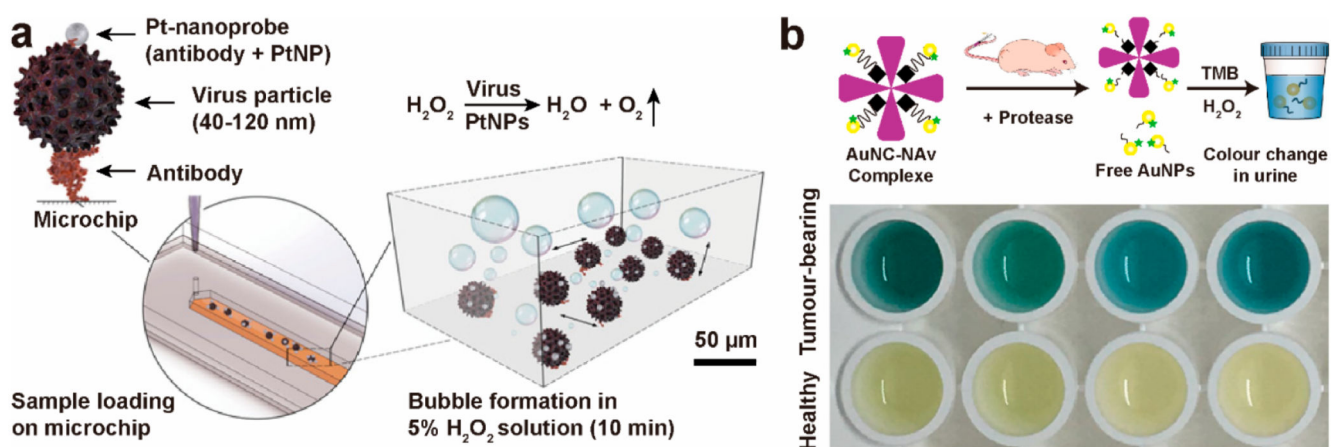 a
Pt-nanoprobe
(antibody + PtNP)
Virus particle
(40-120 nm)
Antibody
Microchip
H₂O₂ Virus PtNPs H₂O + O₂
Sample loading
on microchip
Bubble formation in
5% H₂O₂ solution (10 min)
50 μm
b
AuNC-NAv
Complexe
+ Protease
Free AuNPs
TMB
H₂O₂
Colour change
in urine
Tumour-bearing
Healthy